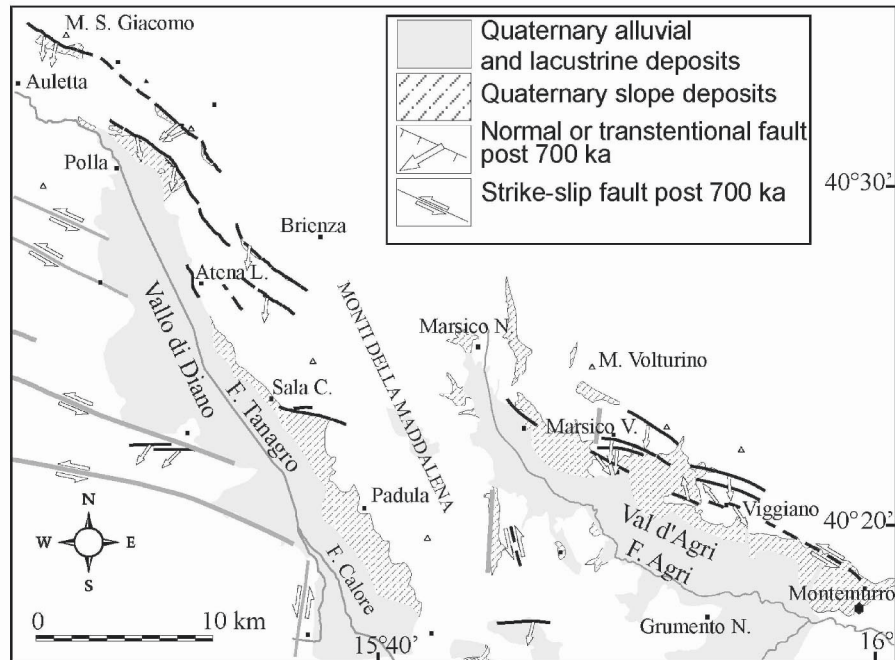 M. S. Giacomo
Auletta
Polla
Brienza
Atena L.
Vallo di Diano
F. Tanagro
Sala C.
MONTI DELLA MADDALENA
Padula
F. Calore
Marsico N.
M. Volturino
Marsico V.
Viggiano
Val d'Agri
F. Agri
Montemurro
Grumento N.
Quaternary alluvial
and lacustrine deposits
Quaternary slope deposits
Normal or transtentional fault
post 700 ka
Strike-slip fault post 700 ka
40°30'
40°20'
15°40'
16°
N
W E
S
0 10 km